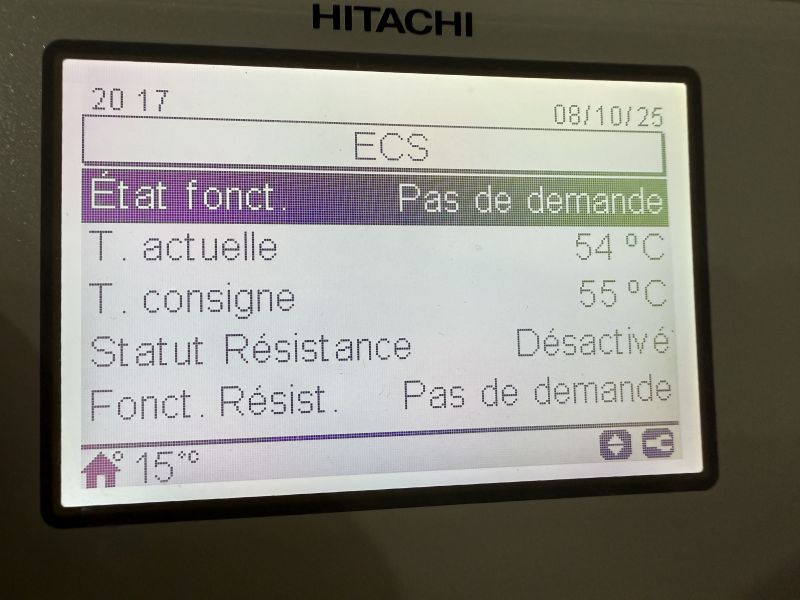 HITACHI
20 17 08/10/25
ECS
État fonct. Pas de demande
T. actuelle 54 °C
T. consigne 55 °C
Statut Résistance Désactivé
Fonct. Résist. Pas de demande
15°C